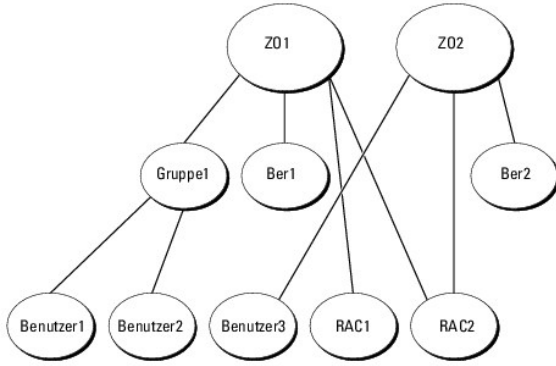 ZO1 ZO2
Gruppe1 Ber1 Ber2
Benutzer1 Benutzer2 Benutzer3 RAC1 RAC2